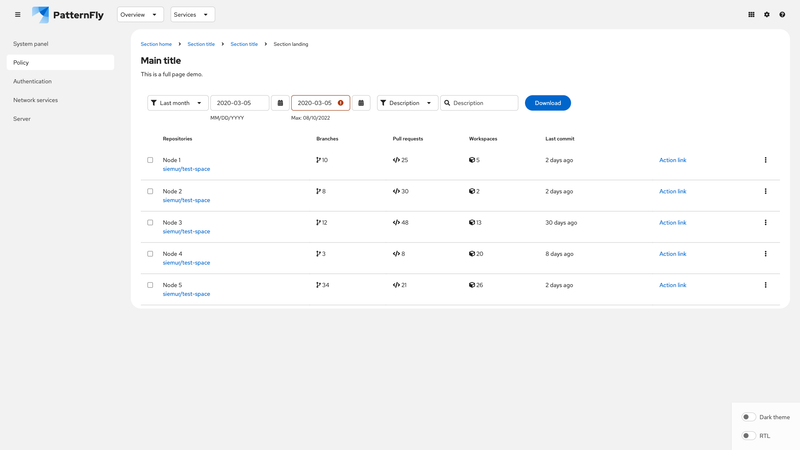 PatternFly
Overview
Services
System panel
Policy
Authentication
Network services
Server
Section home
Section title
Section title
Section landing
Main title
This is a full page demo.
Last month
2020-03-05
2020-03-05
Description
Description
Download
MM/DD/YYYY
Max: 08/10/2022
Repositories Branches Pull requests Workspaces Last commit
Node 1 10 25 5 2 days ago Action link
siemur/test-space
Node 2 8 30 2 2 days ago Action link
siemur/test-space
Node 3 12 48 13 30 days ago Action link
siemur/test-space
Node 4 3 8 20 8 days ago Action link
siemur/test-space
Node 5 34 21 26 2 days ago Action link
siemur/test-space
Dark theme
RTL